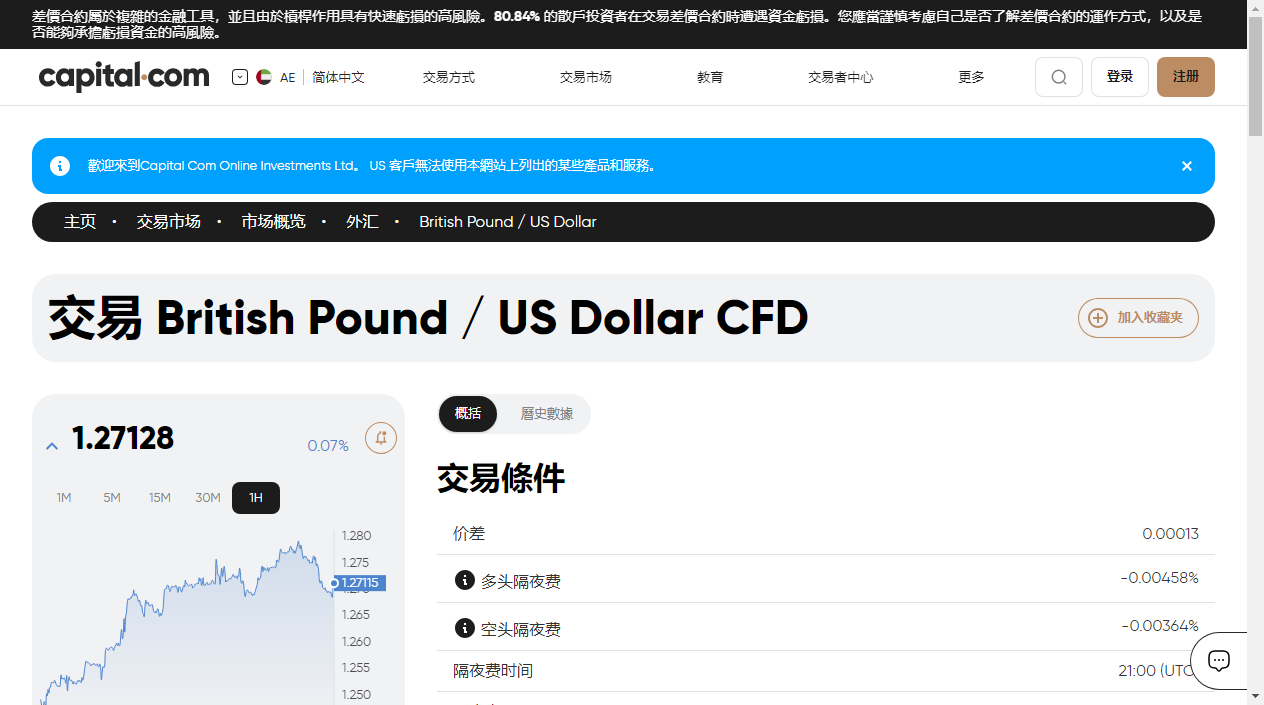 差價合約屬於複雜的金融工具，並且由於槓桿作用具有快速虧損的高風險。80.84% 的散戶投資者在交易差價合約時遭遇資金虧損。您應當謹慎考慮自己是否了解差價合約的運作方式，以及是
否能夠承擔虧損資金的高風險。
capital.com AE 简体中文 交易方式 交易市场 教育 交易者中心 更多 登录 注册
歡迎來到Capital Com Online Investments Ltd。 US 客戶無法使用本網站上列出的某些產品和服務。
主页 · 交易市场 · 市场概览 · 外汇 · British Pound / US Dollar
交易 British Pound / US Dollar CFD
加入收藏夹
1.27128
0.07%
1M 5M 15M 30M 1H
1.280
1.275
1.27115
1.265
1.260
1.255
1.250
概括 曆史數據
交易條件
价差 0.00013
多头隔夜费 -0.00458%
空头隔夜费 -0.00364%
隔夜费时间 21:00 (UTC